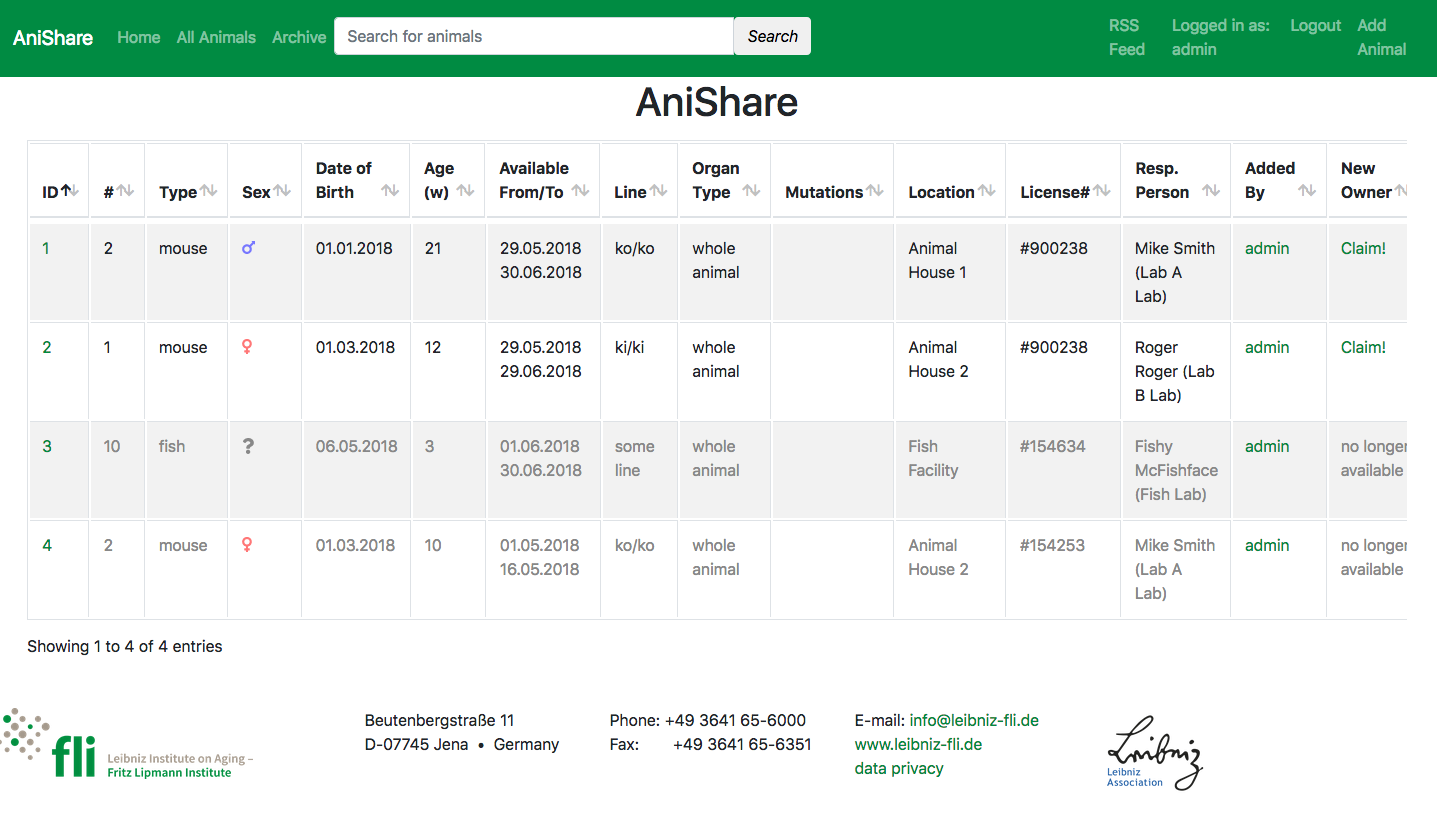 AniShare Home All Animals Archive Search for animals Search RSS Feed Logged in as: admin Logout Add Animal
AniShare
ID # Type Sex Date of Birth Age (w) Available From/To Line Organ Type Mutations Location License# Resp. Person Added By New Owner
1 2 mouse ♂ 01.01.2018 21 29.05.2018 30.06.2018 ko/ko whole animal Animal House 1 #900238 Mike Smith (Lab A Lab) admin Claim!
2 1 mouse ♀ 01.03.2018 12 29.05.2018 29.06.2018 ki/ki whole animal Animal House 2 #900238 Roger Roger (Lab B Lab) admin Claim!
3 10 fish ? 06.05.2018 3 01.06.2018 30.06.2018 some line whole animal Fish Facility #154634 Fishy McFishface (Fish Lab) admin no longer available
4 2 mouse ♀ 01.03.2018 10 01.05.2018 16.05.2018 ko/ko whole animal Animal House 2 #154253 Mike Smith (Lab A Lab) admin no longer available
Showing 1 to 4 of 4 entries
fli
Leibniz Institute on Aging –
Fritz Lipmann Institute
Beutenbergstraße 11
D-07745 Jena • Germany
Phone: +49 3641 65-6000
Fax: +49 3641 65-6351
E-mail: info@leibniz-fli.de
www.leibniz-fli.de
data privacy
Leibniz
Leibniz
Association